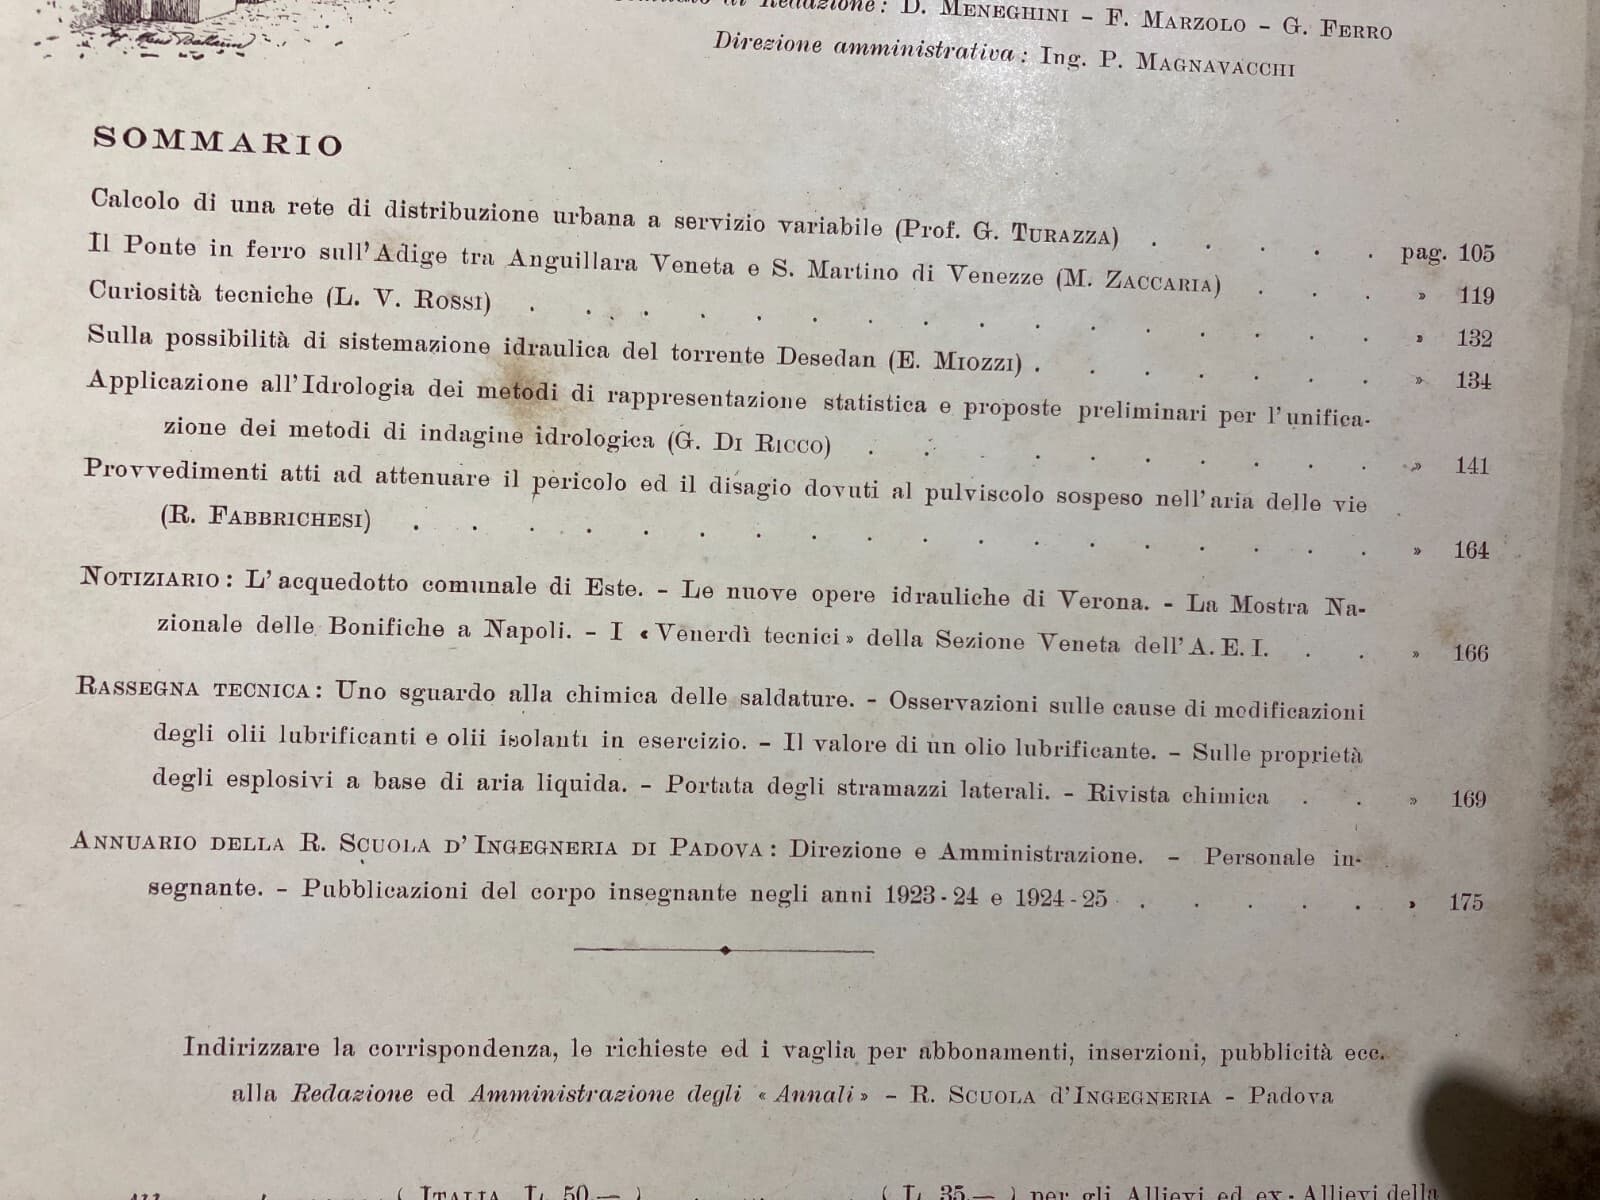 di Redazione: D. MENEGHINI - F. MARZOLO - G. FERRO
Direzione amministrativa: Ing. P. MAGNAVACCHI
SOMMARIO
Calcolo di una rete di distribuzione urbana a servizio variabile (Prof. G. TURAZZA) . . . . . pag. 105
Il Ponte in ferro sull'Adige tra Anguillara Veneta e S. Martino di Venezze (M. ZACCARIA) . . . » 119
Curiosità tecniche (L. V. ROSSI) . . . . . . . . . . . . . . . . » 132
Sulla possibilità di sistemazione idraulica del torrente Desedan (E. MIOZZI) . . . . . . . » 134
Applicazione all'Idrologia dei metodi di rappresentazione statistica e proposte preliminari per l'unifica-
zione dei metodi di indagine idrologica (G. DI RICCO) . . . . . . . . . . » 141
Provvedimenti atti ad attenuare il pericolo ed il disagio dovuti al pulviscolo sospeso nell'aria delle vie
(R. FABBRICHESI) . . . . . . . . . . . . . . . . . . » 164
NOTIZIARIO: L'acquedotto comunale di Este. - Le nuove opere idrauliche di Verona. - La Mostra Na-
zionale delle Bonifiche a Napoli. - I « Venerdì tecnici » della Sezione Veneta dell'A. E. I. . . » 166
RASSEGNA TECNICA: Uno sguardo alla chimica delle saldature. - Osservazioni sulle cause di modificazioni
degli olii lubrificanti e olii isolanti in esercizio. - Il valore di un olio lubrificante. - Sulle proprietà
degli esplosivi a base di aria liquida. - Portata degli stramazzi laterali. - Rivista chimica . . » 169
ANNUARIO DELLA R. SCUOLA D'INGEGNERIA DI PADOVA: Direzione e Amministrazione. - Personale in-
segnante. - Pubblicazioni del corpo insegnante negli anni 1923-24 e 1924-25 . . . . . » 175
Indirizzare la corrispondenza, le richieste ed i vaglia per abbonamenti, inserzioni, pubblicità ecc.
alla Redazione ed Amministrazione degli « Annali » - R. SCUOLA D'INGEGNERIA - Padova
( ITALIA L. 50.— ) ( L. 35.— ) per gli Allievi ed ex-Allievi della